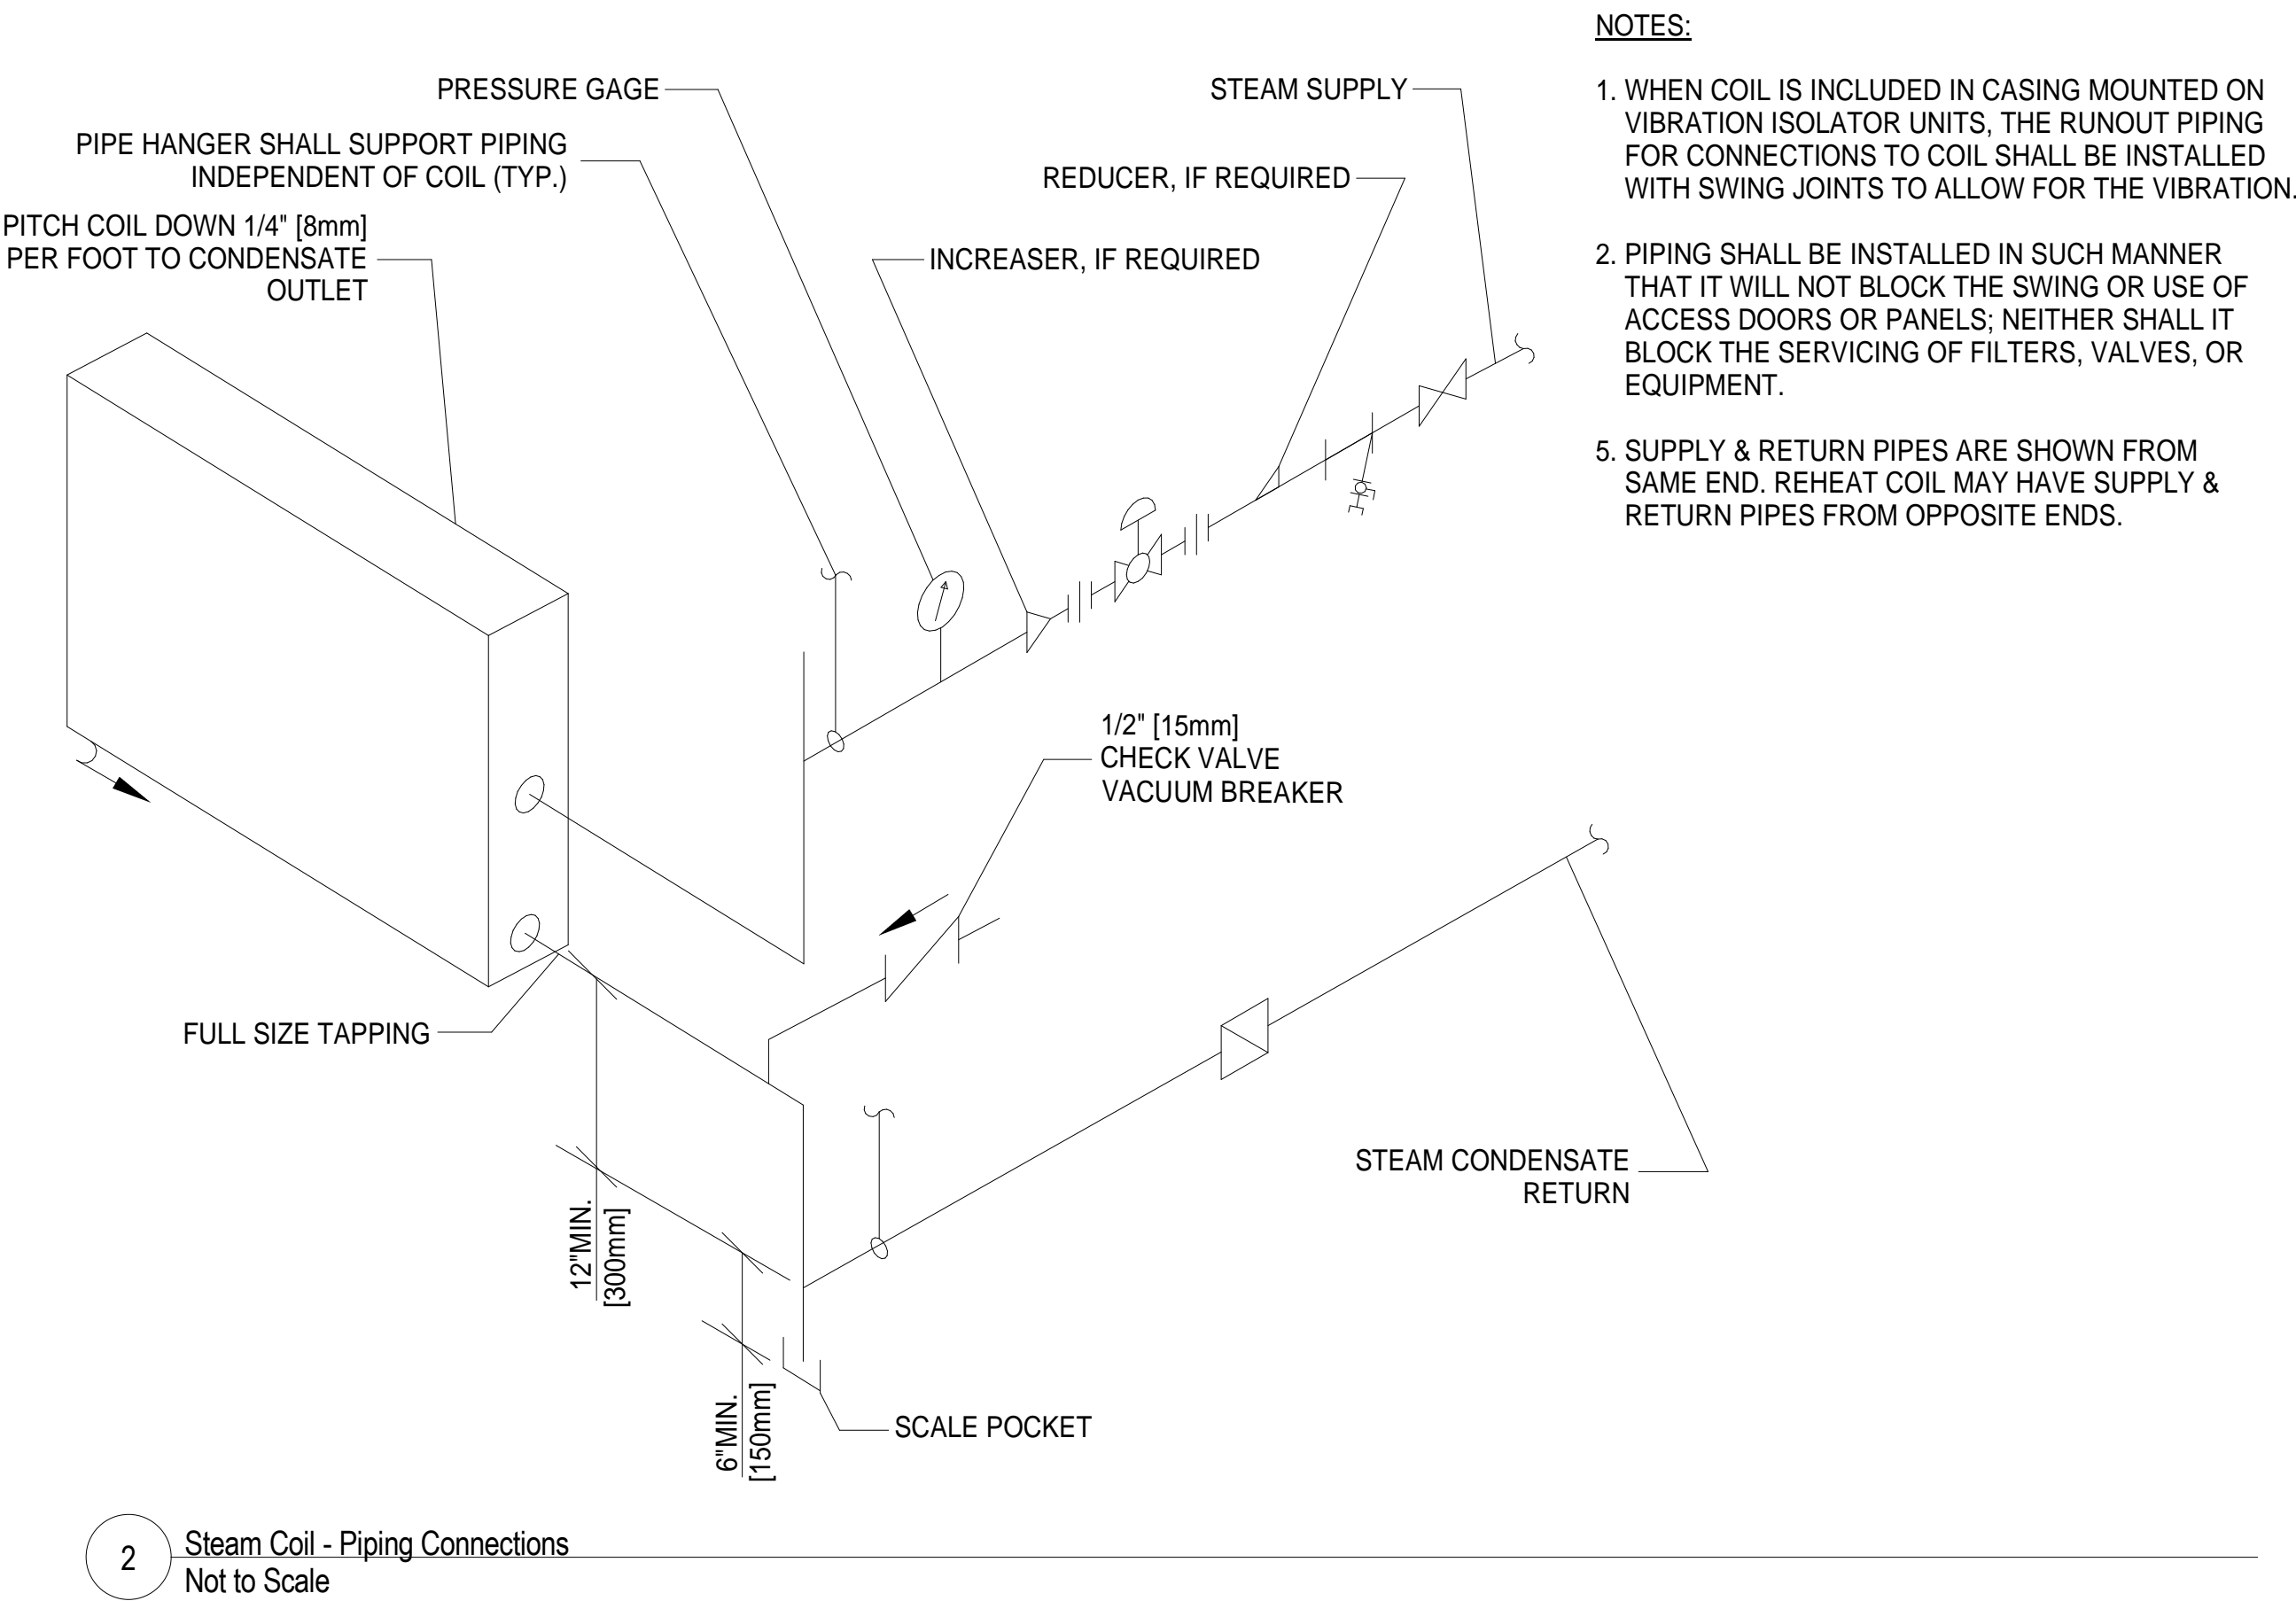 NOTES:
1. WHEN COIL IS INCLUDED IN CASING MOUNTED ON
VIBRATION ISOLATOR UNITS, THE RUNOUT PIPING
FOR CONNECTIONS TO COIL SHALL BE INSTALLED
WITH SWING JOINTS TO ALLOW FOR THE VIBRATION.
2. PIPING SHALL BE INSTALLED IN SUCH MANNER
THAT IT WILL NOT BLOCK THE SWING OR USE OF
ACCESS DOORS OR PANELS; NEITHER SHALL IT
BLOCK THE SERVICING OF FILTERS, VALVES, OR
EQUIPMENT.
5. SUPPLY & RETURN PIPES ARE SHOWN FROM
SAME END. REHEAT COIL MAY HAVE SUPPLY &
RETURN PIPES FROM OPPOSITE ENDS.
PRESSURE GAGE
STEAM SUPPLY
PIPE HANGER SHALL SUPPORT PIPING
INDEPENDENT OF COIL (TYP.)
REDUCER, IF REQUIRED
PITCH COIL DOWN 1/4" [8mm]
PER FOOT TO CONDENSATE
OUTLET
INCREASER, IF REQUIRED
1/2" [15mm]
CHECK VALVE
VACUUM BREAKER
FULL SIZE TAPPING
STEAM CONDENSATE
RETURN
12"MIN.
[300mm]
6"MIN.
[150mm]
SCALE POCKET
2
Steam Coil - Piping Connections
Not to Scale